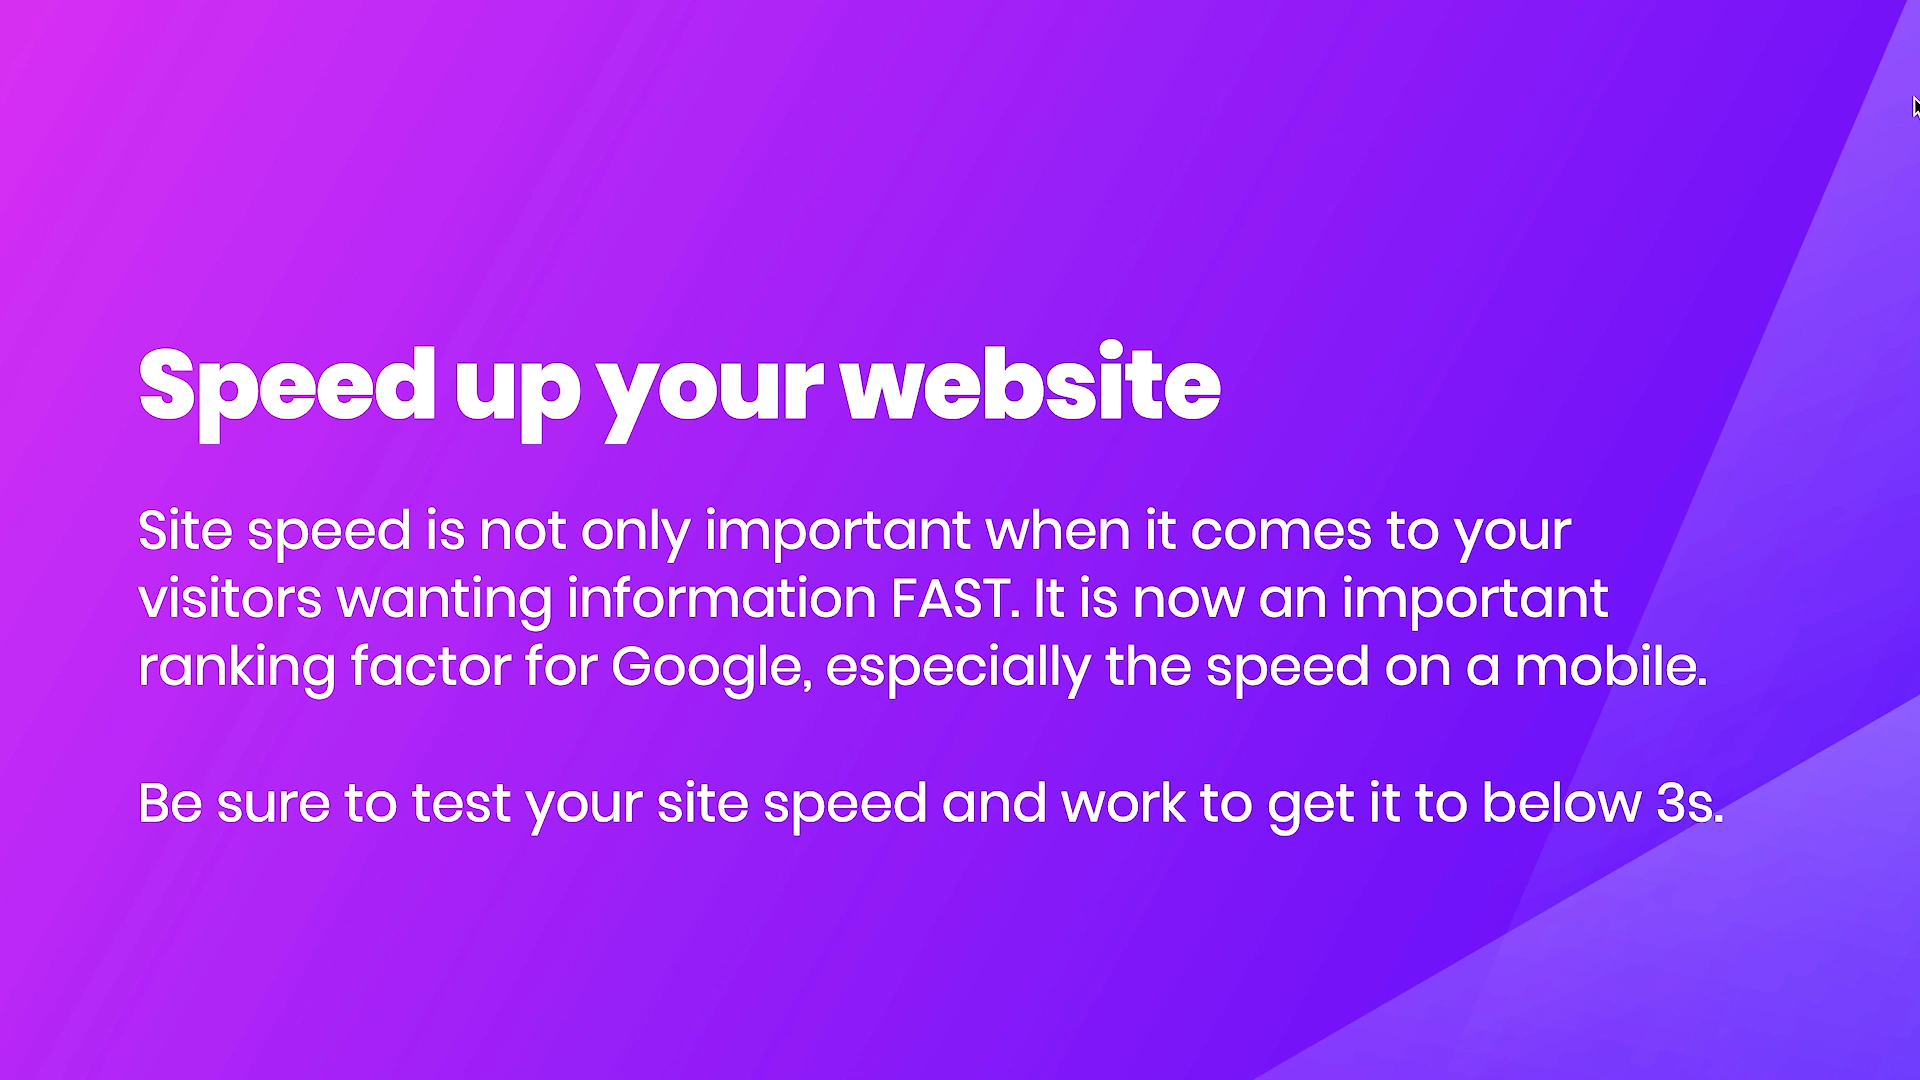 Speed up your website
Site speed is not only important when it comes to your
visitors wanting information FAST. It is now an important
ranking factor for Google, especially the speed on a mobile.
Be sure to test your site speed and work to get it to below 3s.